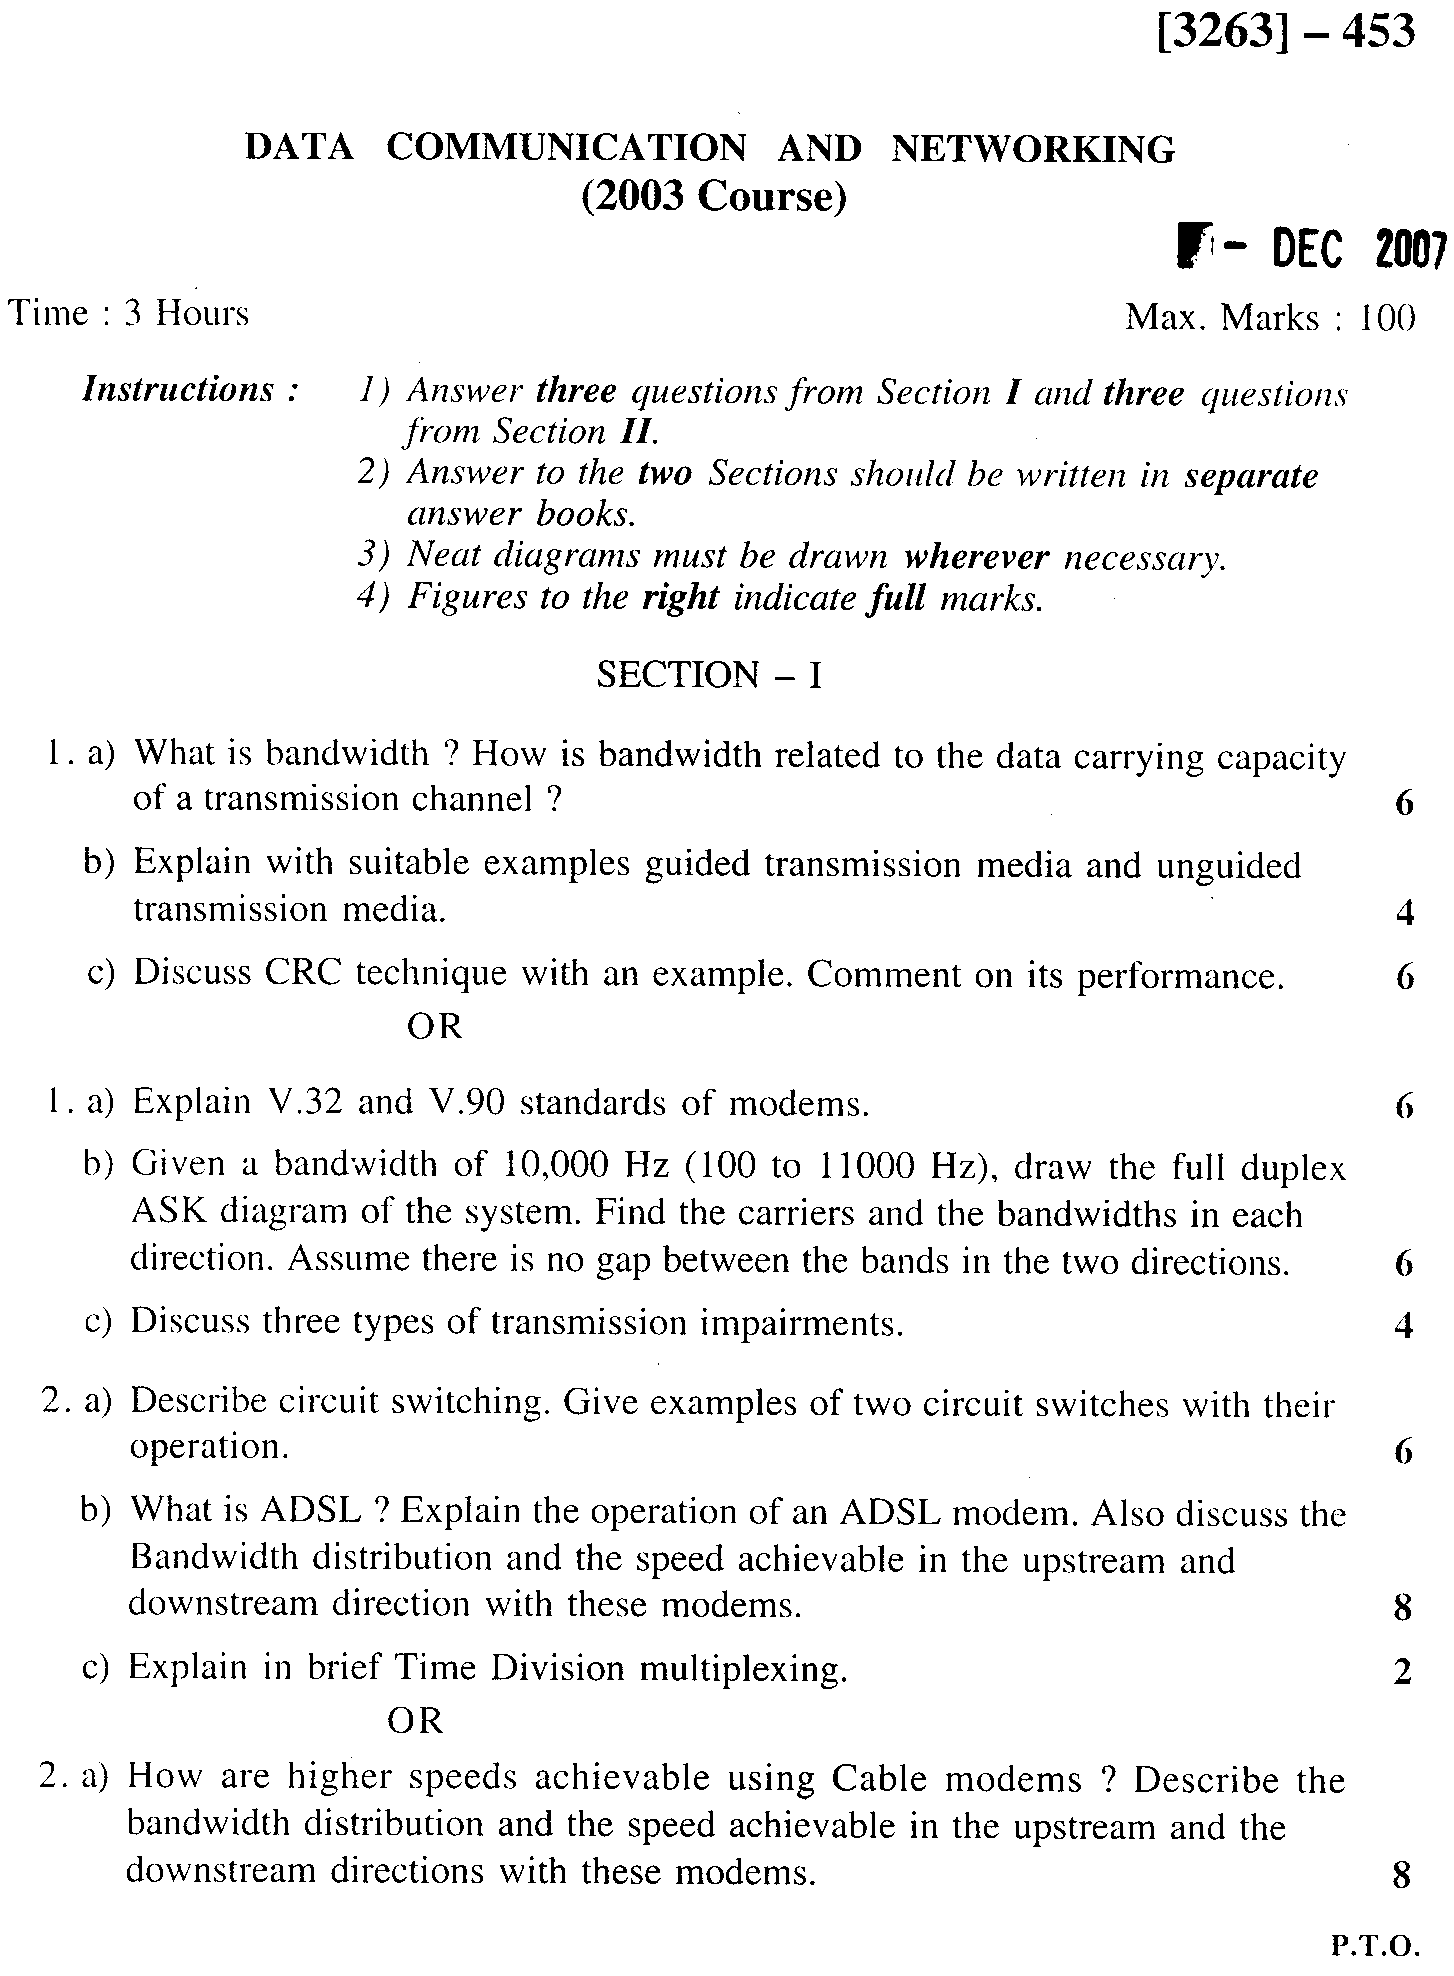 [3263] – 453
DATA COMMUNICATION AND NETWORKING
(2003 Course)
- DEC 2007
Time : 3 Hours
Max. Marks : 100
Instructions :
1) Answer three questions from Section I and three questions
from Section II.
2) Answer to the two Sections should be written in separate
answer books.
3) Neat diagrams must be drawn wherever necessary.
4) Figures to the right indicate full marks.
SECTION – I
1. a) What is bandwidth ? How is bandwidth related to the data carrying capacity
of a transmission channel ? 6
b) Explain with suitable examples guided transmission media and unguided
transmission media. 4
c) Discuss CRC technique with an example. Comment on its performance. 6
OR
1. a) Explain V.32 and V.90 standards of modems. 6
b) Given a bandwidth of 10,000 Hz (100 to 11000 Hz), draw the full duplex
ASK diagram of the system. Find the carriers and the bandwidths in each
direction. Assume there is no gap between the bands in the two directions. 6
c) Discuss three types of transmission impairments. 4
2. a) Describe circuit switching. Give examples of two circuit switches with their
operation. 6
b) What is ADSL ? Explain the operation of an ADSL modem. Also discuss the
Bandwidth distribution and the speed achievable in the upstream and
downstream direction with these modems. 8
c) Explain in brief Time Division multiplexing. 2
OR
2. a) How are higher speeds achievable using Cable modems ? Describe the
bandwidth distribution and the speed achievable in the upstream and the
downstream directions with these modems. 8
P.T.O.